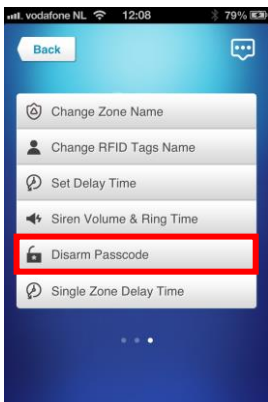 vodafone NL 12:08 79%
Back
Change Zone Name
Change RFID Tags Name
Set Delay Time
Siren Volume & Ring Time
Disarm Passcode
Single Zone Delay Time